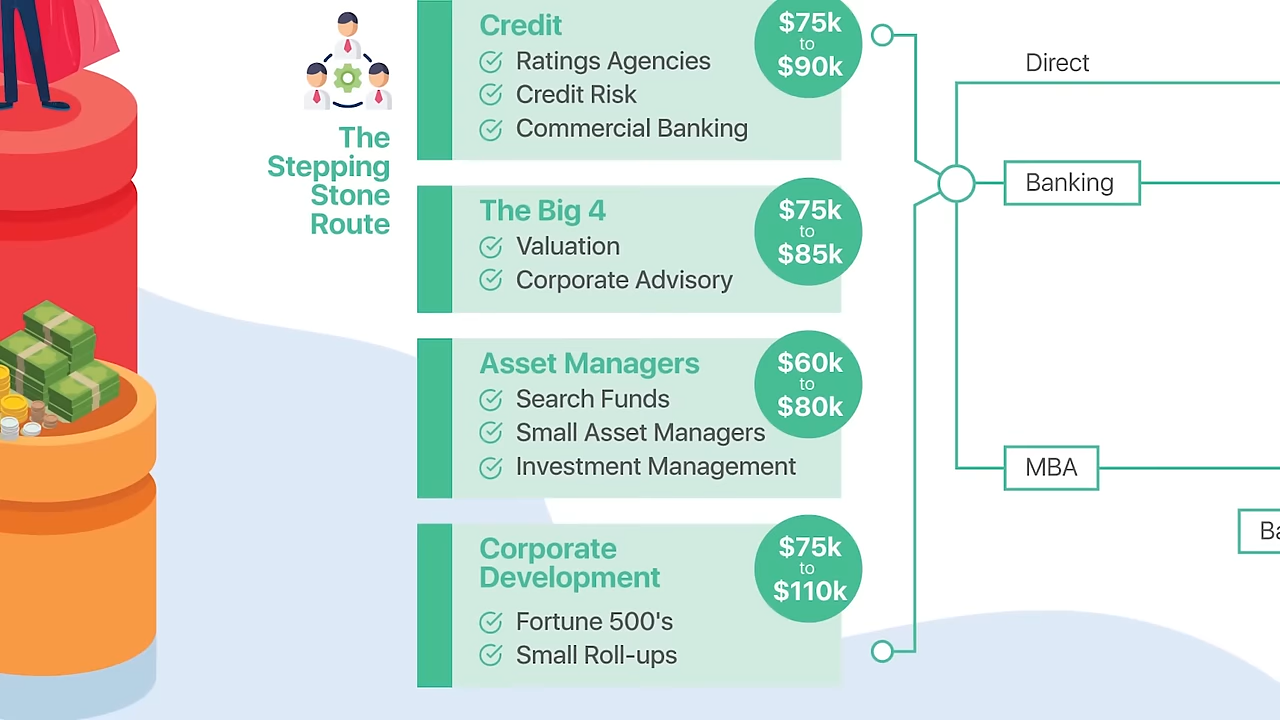 The
Stepping
Stone
Route
Credit
Ratings Agencies
Credit Risk
Commercial Banking
$75k
to
$90k
The Big 4
Valuation
Corporate Advisory
$75k
to
$85k
Asset Managers
Search Funds
Small Asset Managers
Investment Management
$60k
to
$80k
Corporate
Development
Fortune 500's
Small Roll-ups
$75k
to
$110k
Direct
Banking
MBA